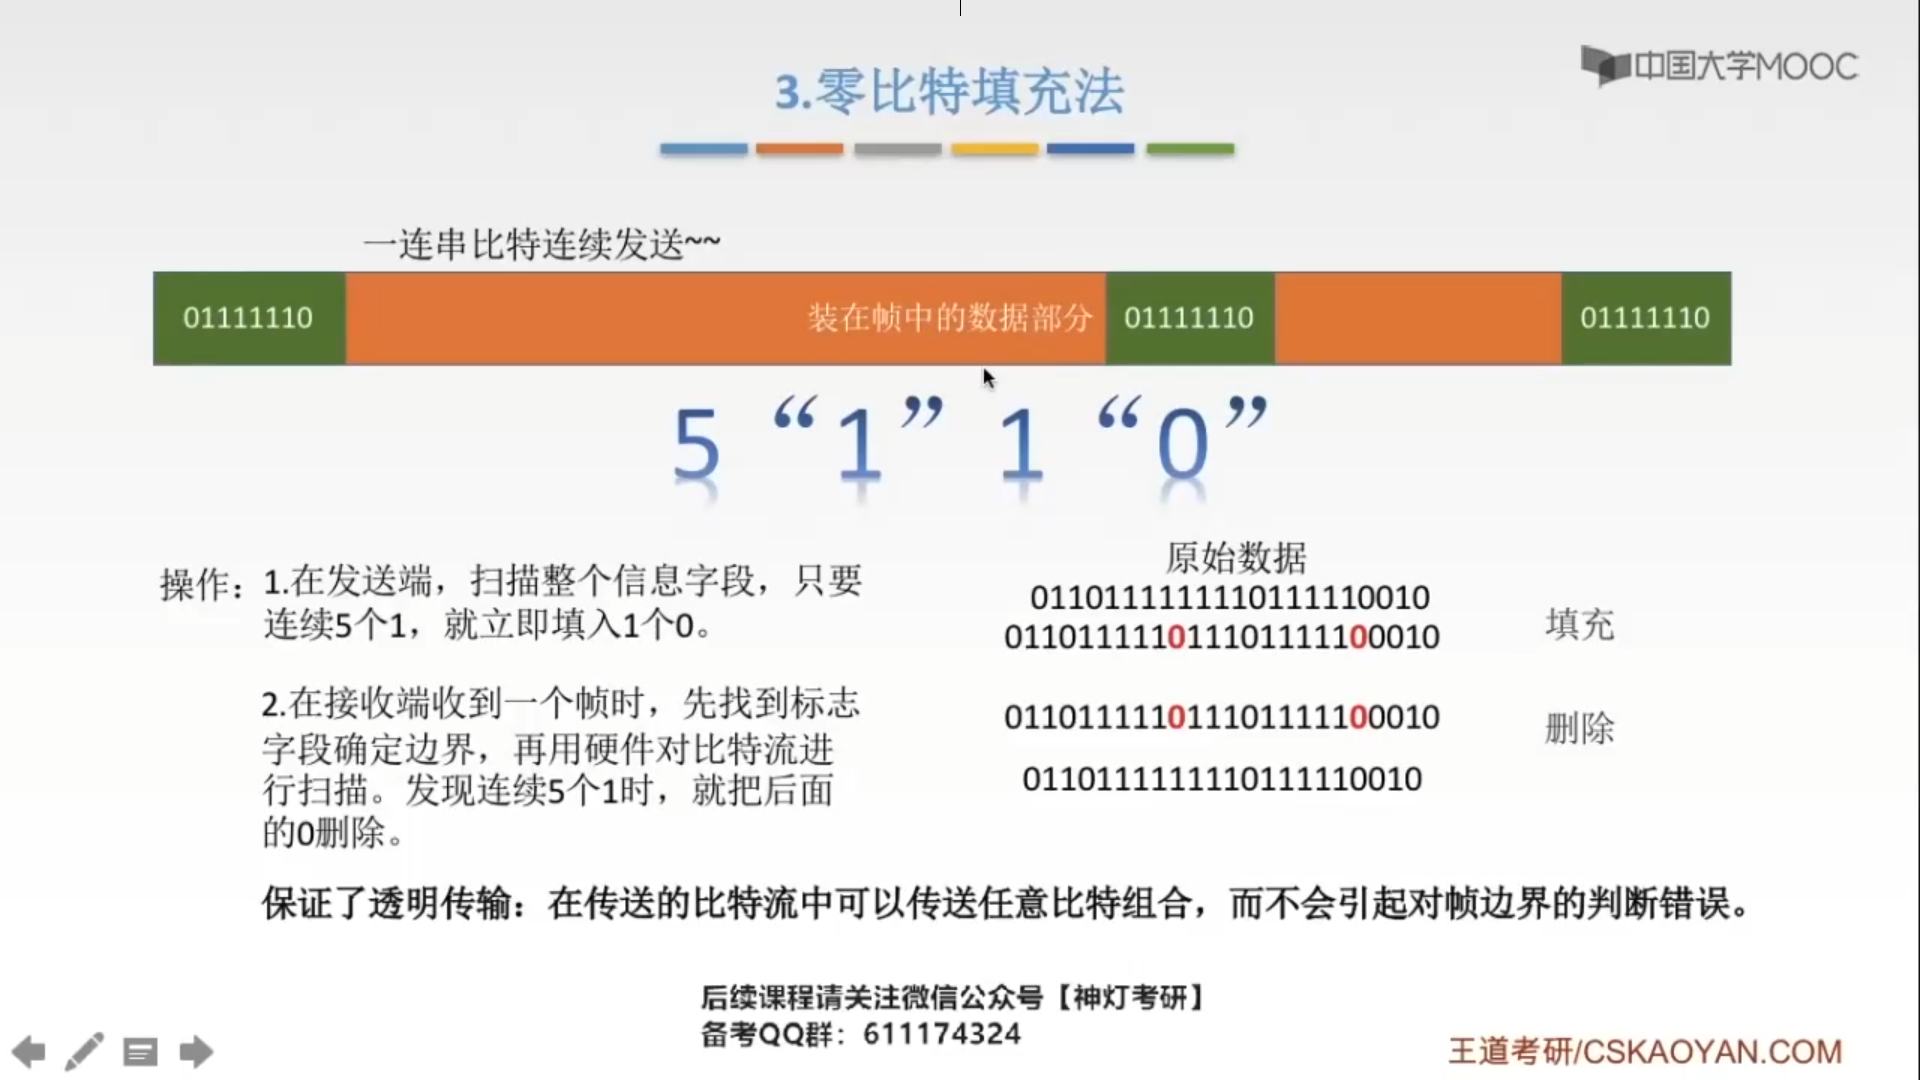 中国大学MOOC
3.零比特填充法
一连串比特连续发送~~
01111110 装在帧中的数据部分 01111110 01111110
5 “1” 1 “0”
操作：
1.在发送端，扫描整个信息字段，只要
连续5个1，就立即填入1个0。
2.在接收端收到一个帧时，先找到标志
字段确定边界，再用硬件对比特流进
行扫描。发现连续5个1时，就把后面
的0删除。
原始数据
0110111111110111110010
011011111011101111100010
填充
011011111011101111100010
删除
0110111111110111110010
保证了透明传输：在传送的比特流中可以传送任意比特组合，而不会引起对帧边界的判断错误。
后续课程请关注微信公众号【神灯考研】
备考QQ群：611174324
王道考研/CSKAOYAN.COM